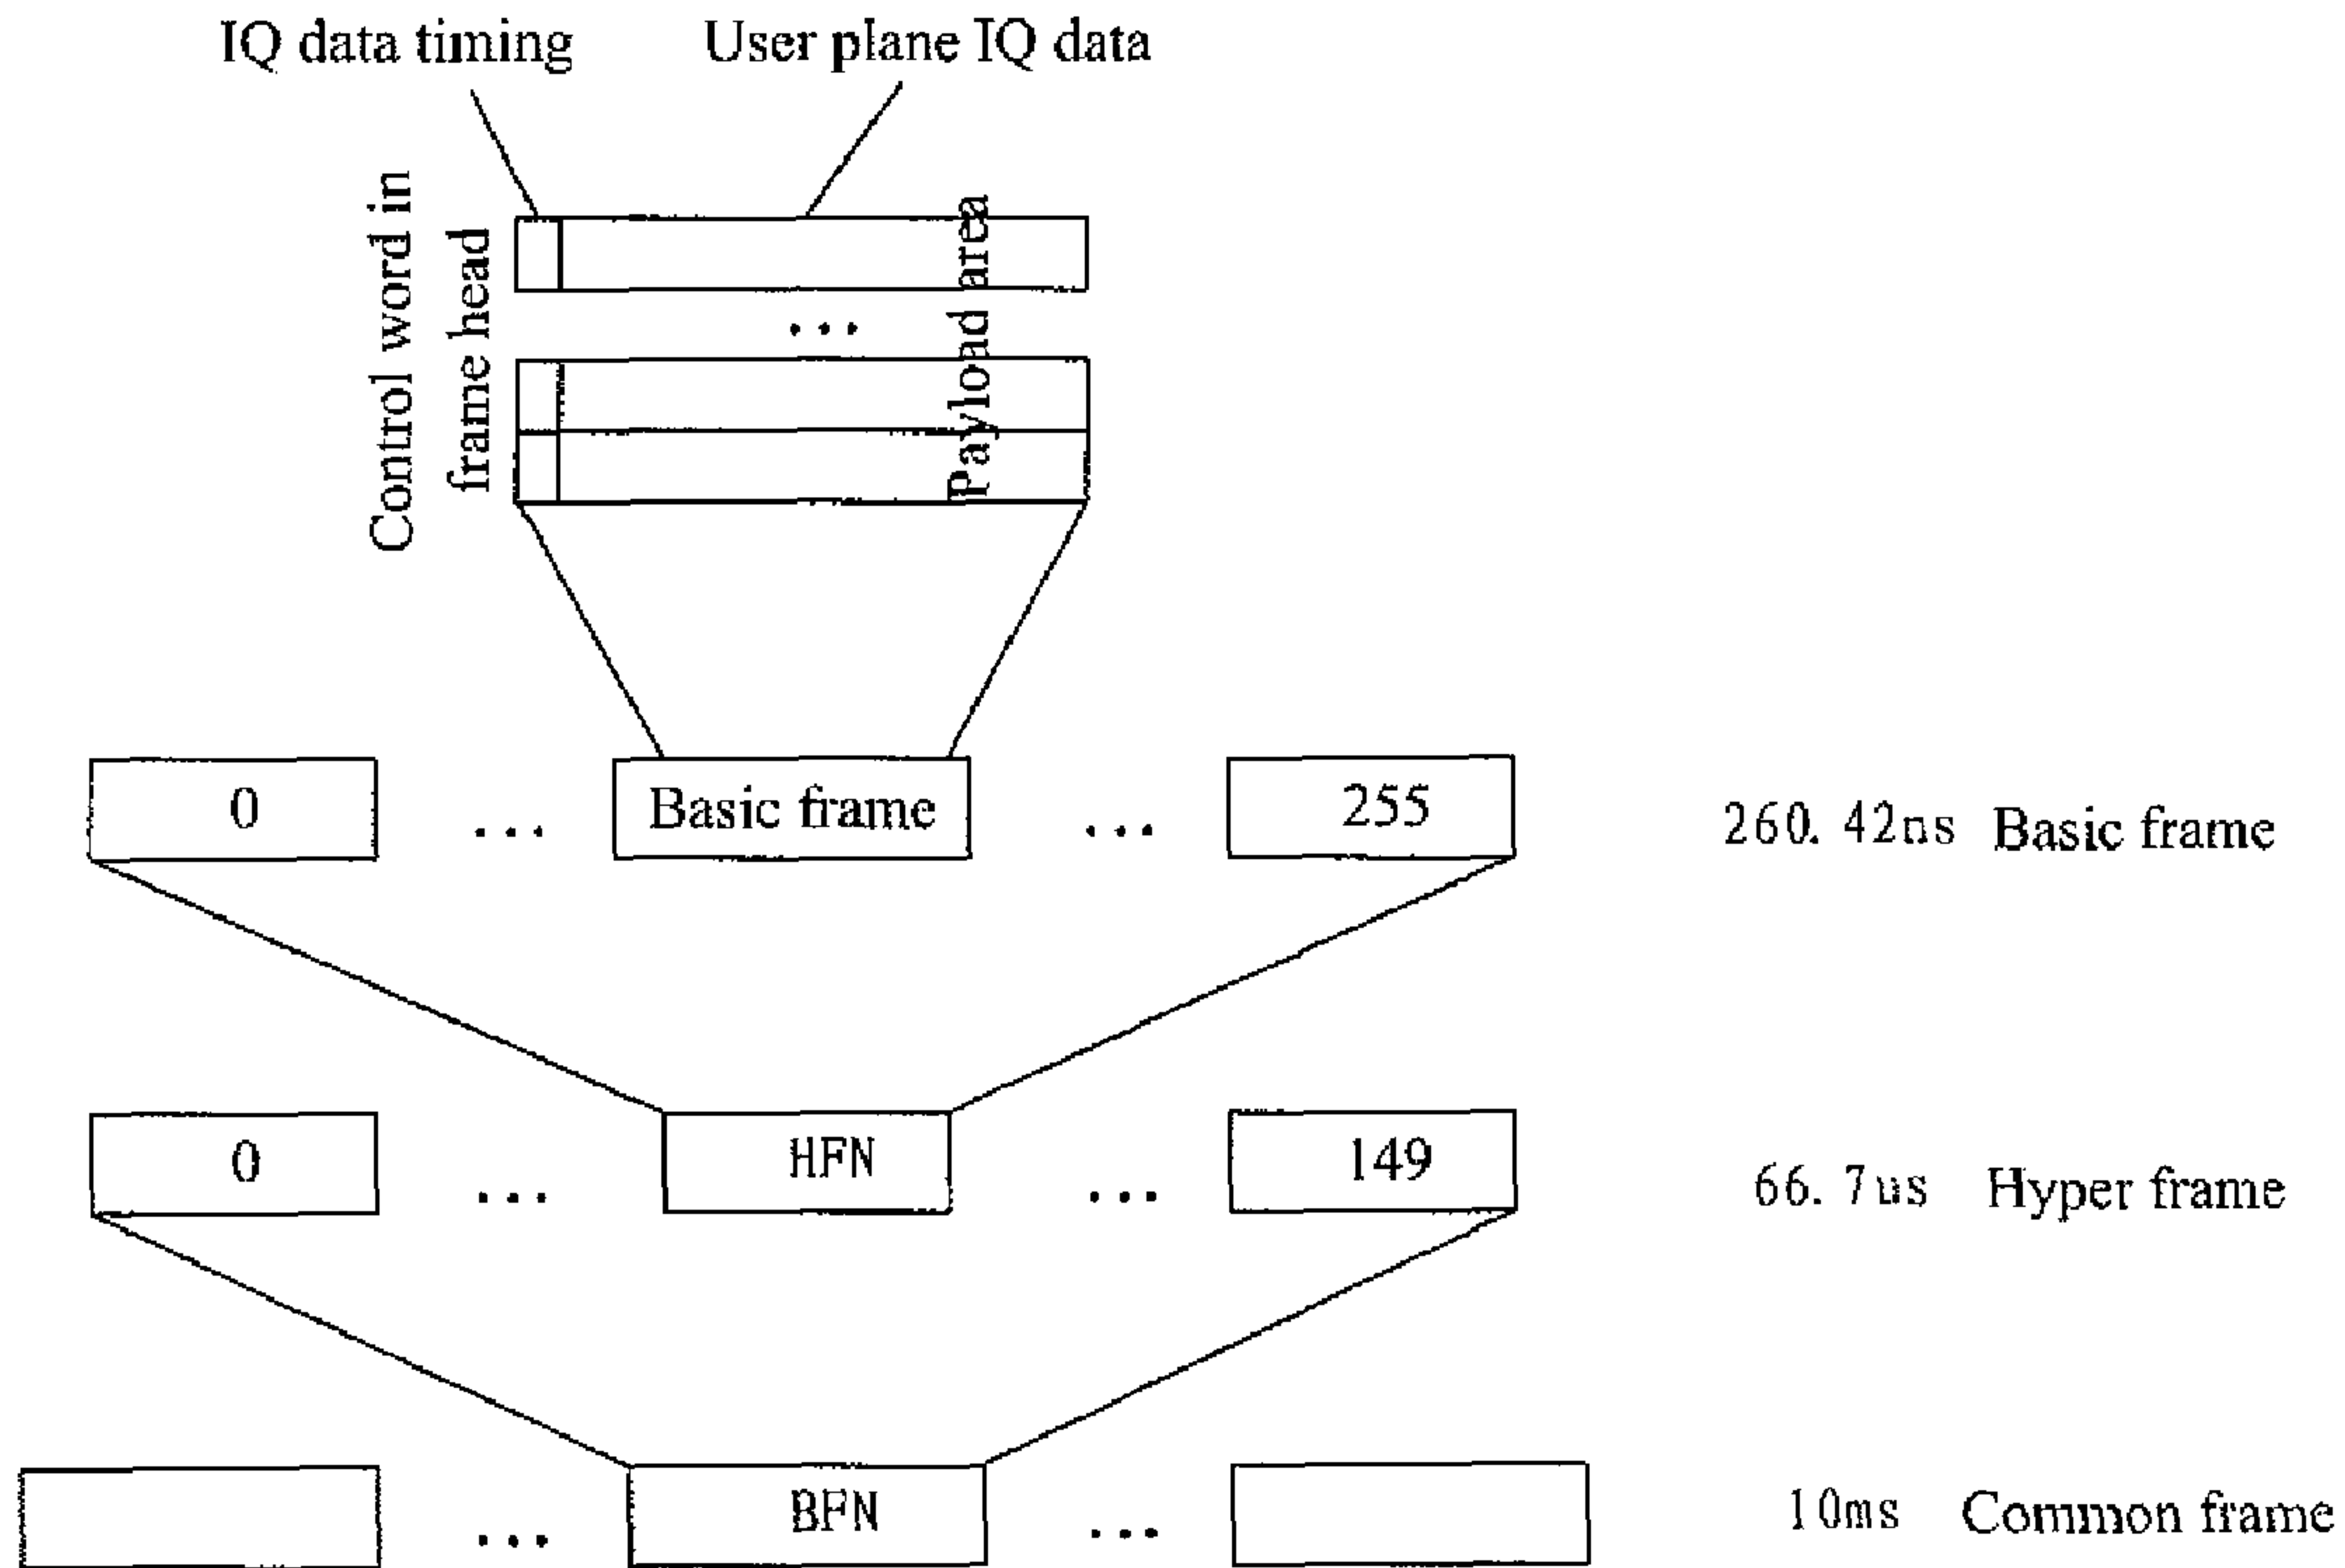 IQ data timing
User plane IQ data
Control word in
frame head
Payload area
...
0 ... Basic frame ... 255 260.42ns Basic frame
0 ... HFN ... 149 66.7us Hyper frame
... BFN ... 10ms Common frame